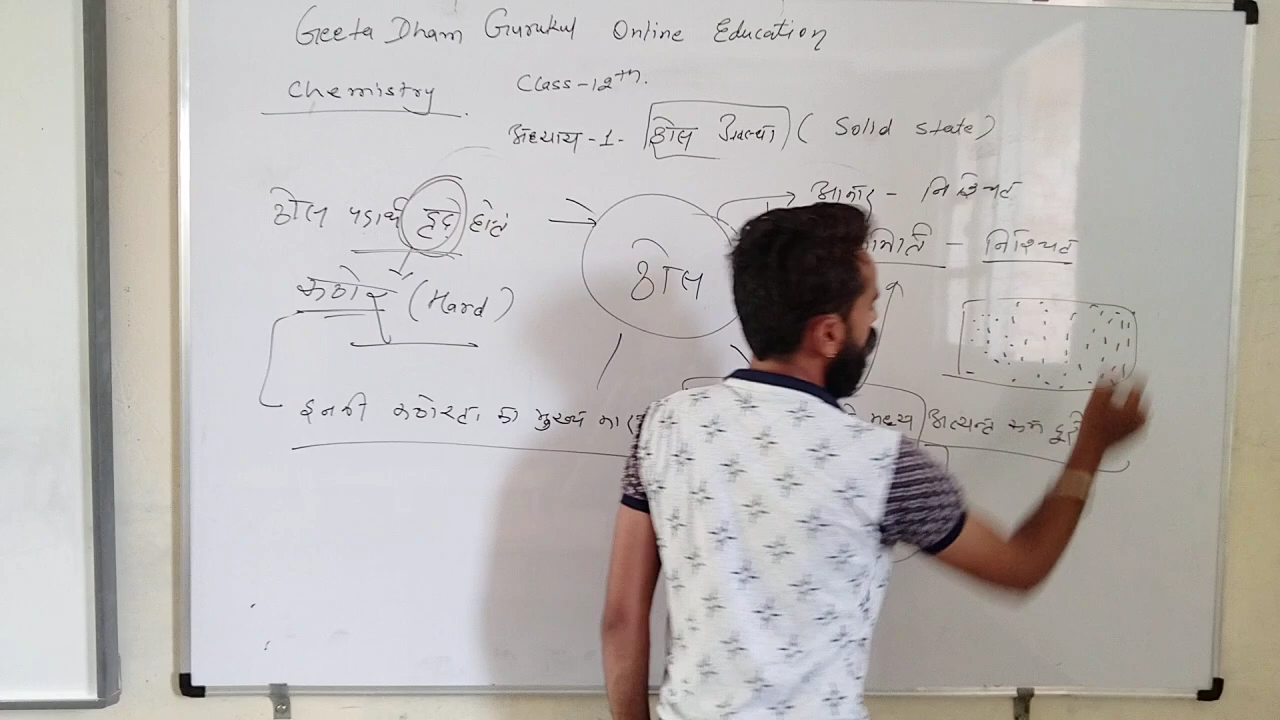 Geeta Dham Gurukul Online Education
Chemistry
Class-12th.
अध्याय-1- ठोस अवस्था (Solid state)
ठोस पदार्थ दृढ़ होते
ठोस
आकार - निश्चित
निश्चित
कठोर (Hard)
इनकी कठोरता का मुख्य
मध्य अत्यन्त कम दूरी